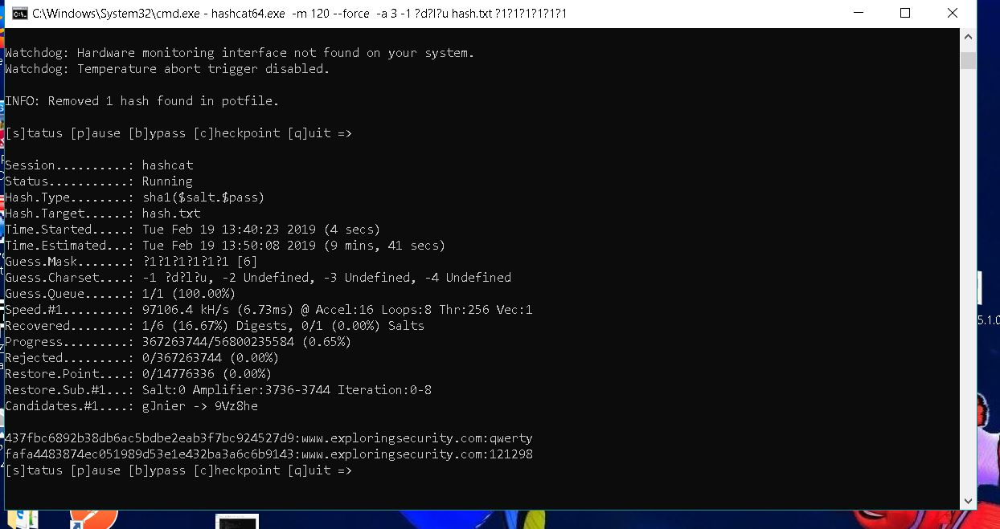 C:\Windows\System32\cmd.exe - hashcat64.exe  -m 120 --force  -a 3 -1 ?d?l?u hash.txt ?1?1?1?1?1?1
Watchdog: Hardware monitoring interface not found on your system.
Watchdog: Temperature abort trigger disabled.
INFO: Removed 1 hash found in potfile.
[s]tatus [p]ause [b]ypass [c]heckpoint [q]uit =>
Session..........: hashcat
Status...........: Running
Hash.Type........: sha1($salt.$pass)
Hash.Target......: hash.txt
Time.Started.....: Tue Feb 19 13:40:23 2019 (4 secs)
Time.Estimated...: Tue Feb 19 13:50:08 2019 (9 mins, 41 secs)
Guess.Mask.......: ?1?1?1?1?1?1 [6]
Guess.Charset....: -1 ?d?l?u, -2 Undefined, -3 Undefined, -4 Undefined
Guess.Queue......: 1/1 (100.00%)
Speed.#1.........: 97106.4 kH/s (6.73ms) @ Accel:16 Loops:8 Thr:256 Vec:1
Recovered........: 1/6 (16.67%) Digests, 0/1 (0.00%) Salts
Progress.........: 367263744/56800235584 (0.65%)
Rejected.........: 0/367263744 (0.00%)
Restore.Point....: 0/14776336 (0.00%)
Restore.Sub.#1...: Salt:0 Amplifier:3736-3744 Iteration:0-8
Candidates.#1....: gJnier -> 9Vz8he
437fbc6892b38db6ac5bdbe2eab3f7bc924527d9:www.exploringsecurity.com:qwerty
fafa4483874ec051989d53e1e432ba3a6c6b9143:www.exploringsecurity.com:121298
[s]tatus [p]ause [b]ypass [c]heckpoint [q]uit =>